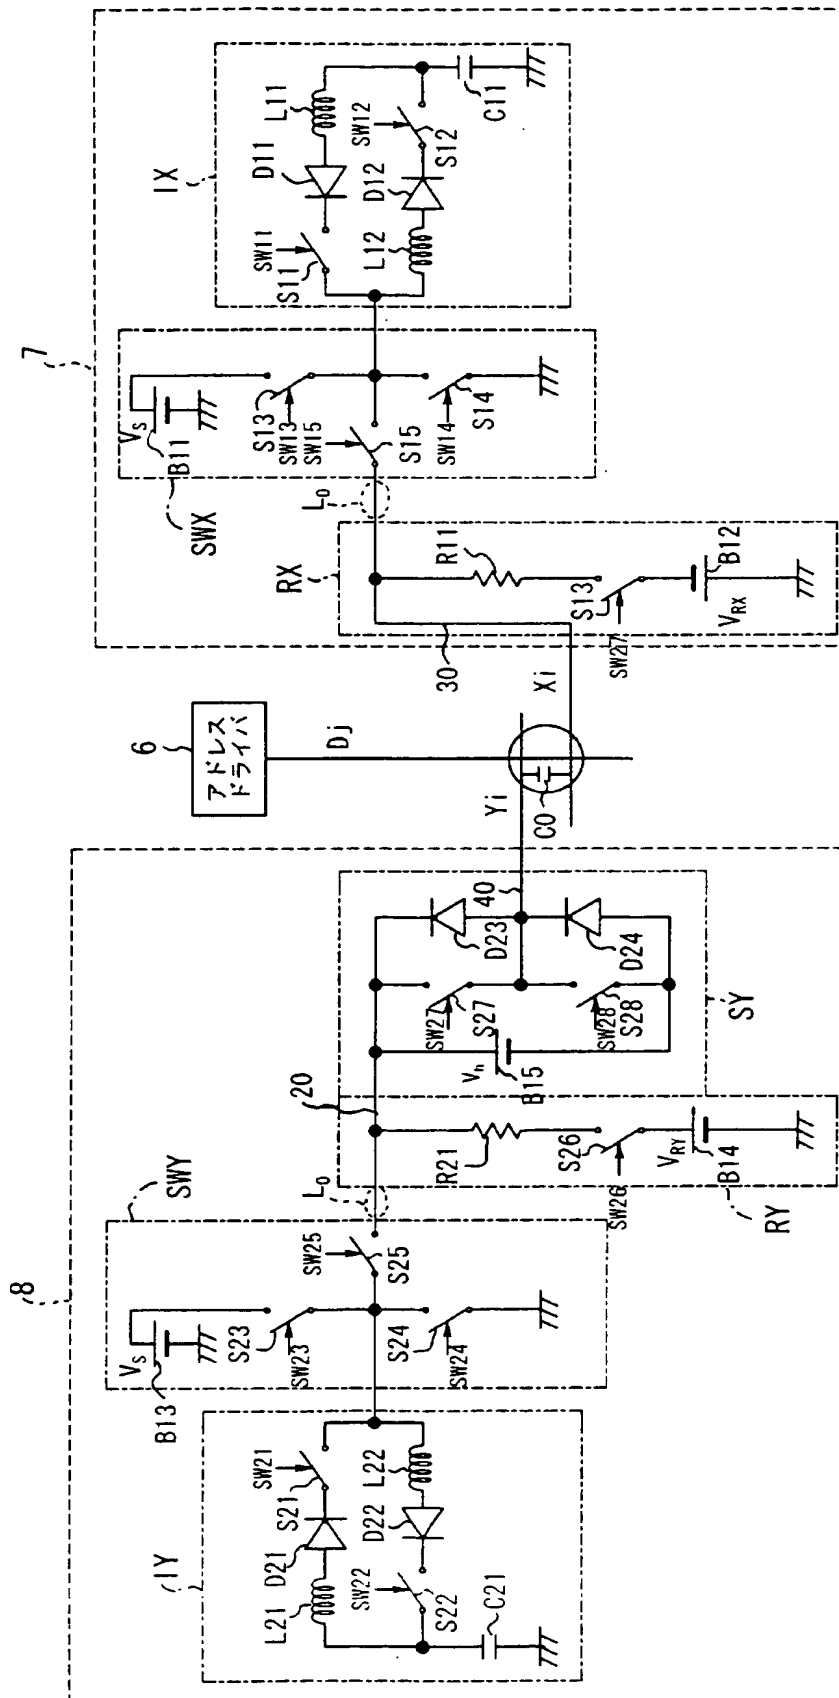 8
IY
L21
D21
S21
SW21
L22
D22
SW22
S22
C21
SWY
B13
Vs
S23
SW23
S24
SW24
SW25
S25
L0
20
R21
S26
SW26
VRY
B14
RY
SY
Vh
B15
SW27
S27
SW28
S28
D23
D24
40
Yi
C0
6
アドレス
ドライバ
Dj
Xi
30
7
RX
R11
S13
SW27
VRX
B12
L0
SWX
B11
Vs
S13
SW13
SW15
S15
SW14
S14
IX
SW11
S11
D11
L11
L12
D12
SW12
S12
C11